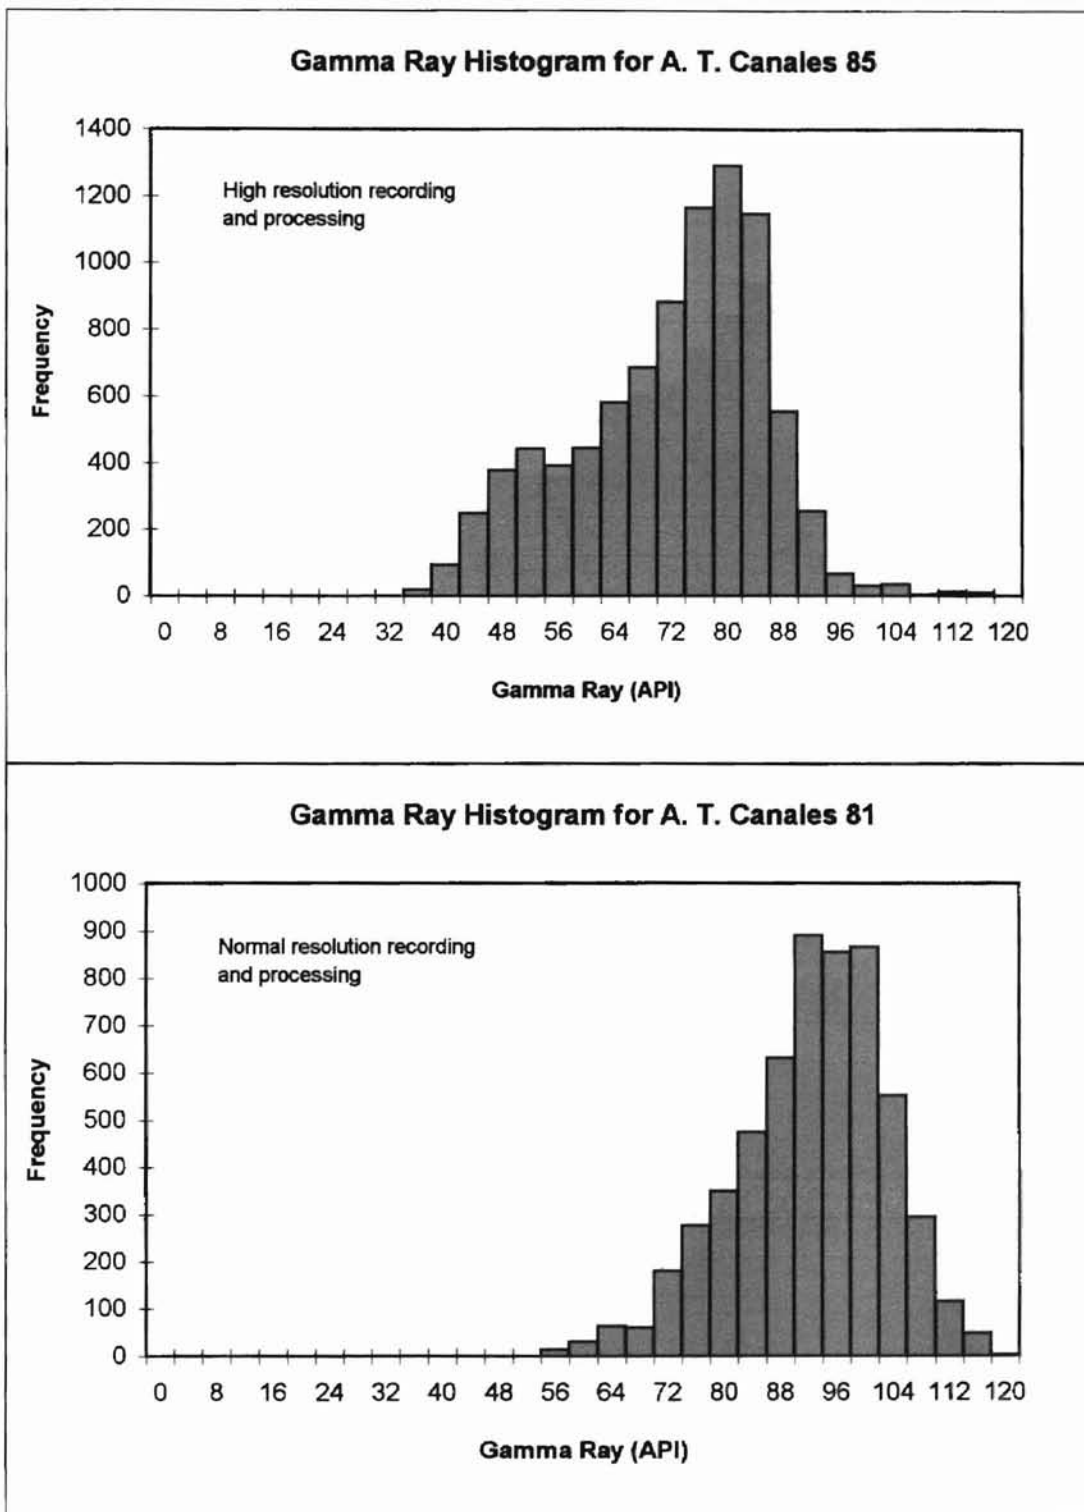 Gamma Ray Histogram for A. T. Canales 85
1400
1200
1000
800
600
400
200
0
High resolution recording
and processing
Frequency
0 8 16 24 32 40 48 56 64 72 80 88 96 104 112 120
Gamma Ray (API)
Gamma Ray Histogram for A. T. Canales 81
1000
900
800
700
600
500
400
300
200
100
0
Normal resolution recording
and processing
Frequency
0 8 16 24 32 40 48 56 64 72 80 88 96 104 112 120
Gamma Ray (API)